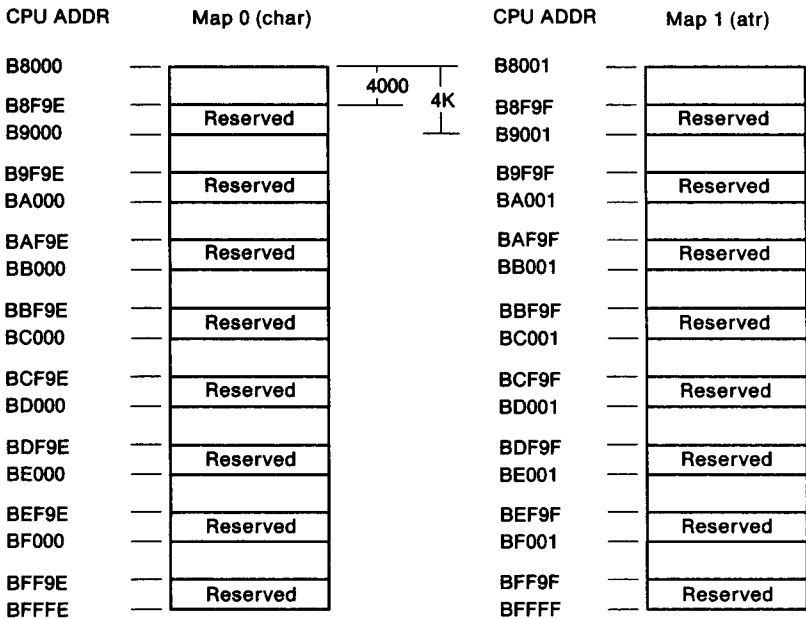 CPU ADDR Map 0 (char) CPU ADDR Map 1 (atr)
B8000 B8001
4000 4K
B8F9E Reserved B8F9F Reserved
B9000 B9001
B9F9E Reserved B9F9F Reserved
BA000 BA001
BAF9E Reserved BAF9F Reserved
BB000 BB001
BBF9E Reserved BBF9F Reserved
BC000 BC001
BCF9E Reserved BCF9F Reserved
BD000 BD001
BDF9E Reserved BDF9F Reserved
BE000 BE001
BEF9E Reserved BEF9F Reserved
BF000 BF001
BFF9E Reserved BFF9F Reserved
BFFFE BFFFF